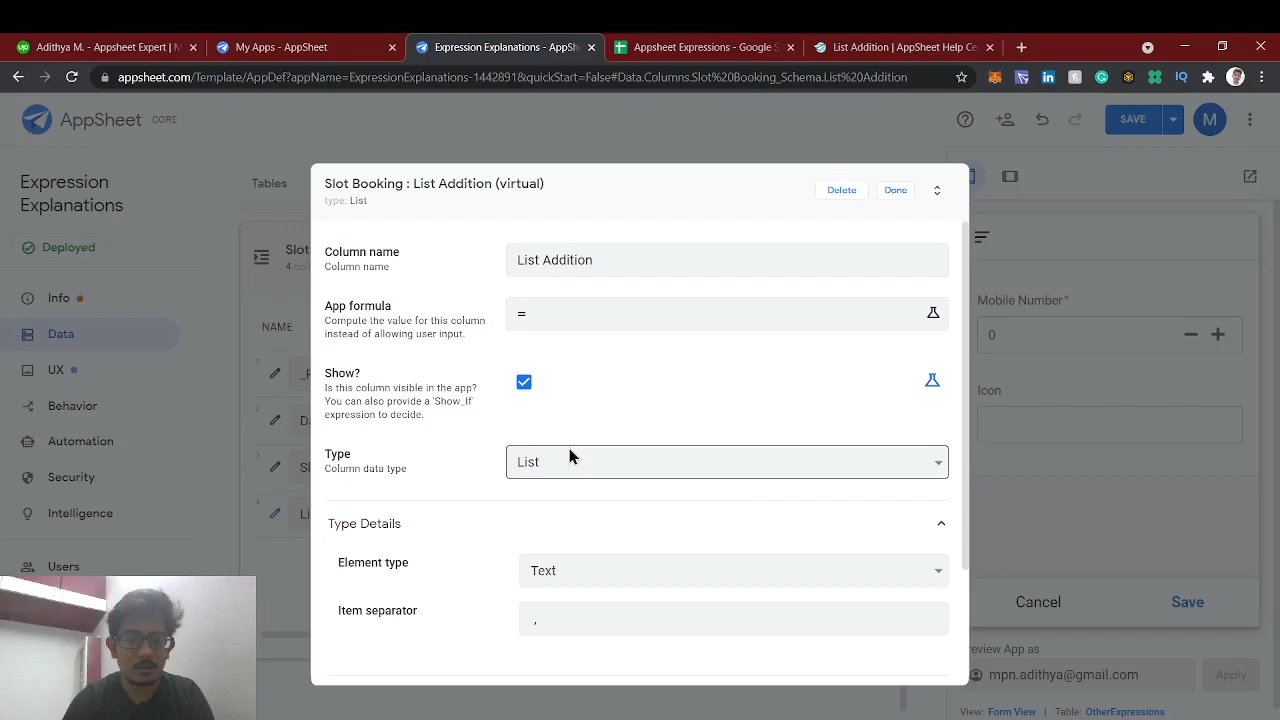 Adithya M. - Appsheet Expert | M
My Apps - AppSheet
Expression Explanations - AppSh
Appsheet Expressions - Google S
List Addition | AppSheet Help Ce
appsheet.com/Template/AppDef?appName=ExpressionExplanations-1442891&quickStart=False#Data.Columns.Slot%20Booking_Schema.List%20Addition
AppSheet CORE
SAVE
M
Expression
Explanations
Deployed
Info
Data
UX
Behavior
Automation
Security
Intelligence
Users
Tables
Slot
4 col
NAME
1
2
3
4
Slot Booking : List Addition (virtual)
type: List
Delete
Done
Column name
Column name
List Addition
App formula
Compute the value for this column
instead of allowing user input.
=
Show?
Is this column visible in the app?
You can also provide a 'Show_If'
expression to decide.
Type
Column data type
List
Type Details
Element type
Text
Item separator
,
Mobile Number*
0
Icon
Cancel
Save
review App as
mpn.adithya@gmail.com
Apply
View: Form View | Table: OtherExpressions